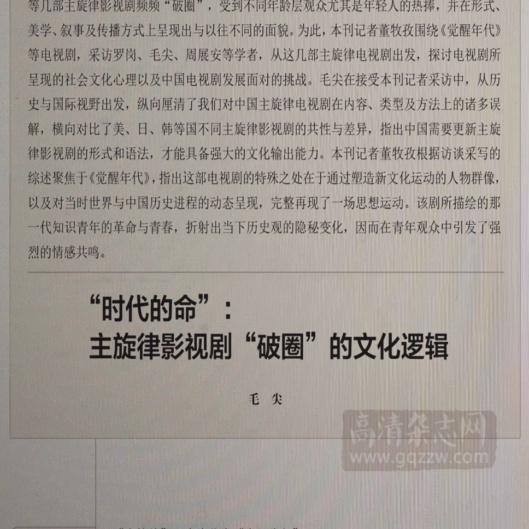 等几部主旋律影视剧频频“破圈”，受到不同年龄层观众尤其是年轻人的热捧，并在形式、
美学、叙事及传播方式上呈现出与以往不同的面貌。为此，本刊记者董牧孜围绕《觉醒年代》
等电视剧，采访罗岗、毛尖、周展安等学者，从这几部主旋律电视剧出发，探讨电视剧所
呈现的社会文化心理以及中国电视剧发展面对的挑战。毛尖在接受本刊记者采访中，从历
史与国际视野出发，纵向厘清了我们对中国主旋律电视剧在内容、类型及方法上的诸多误
解，横向对比了美、日、韩等国不同主旋律影视剧的共性与差异，指出中国需要更新主旋
律影视剧的形式和语法，才能具备强大的文化输出能力。本刊记者董牧孜根据访谈采写的
综述聚焦于《觉醒年代》，指出这部电视剧的特殊之处在于通过塑造新文化运动的人物群像，
以及对当时世界与中国历史进程的动态呈现，完整再现了一场思想运动。该剧所描绘的那
一代知识青年的革命与青春，折射出当下历史观的隐秘变化，因而在青年观众中引发了强
烈的情感共鸣。
“时代的命”：
主旋律影视剧“破圈”的文化逻辑
毛 尖
高清杂志网
www.gqzzw.com